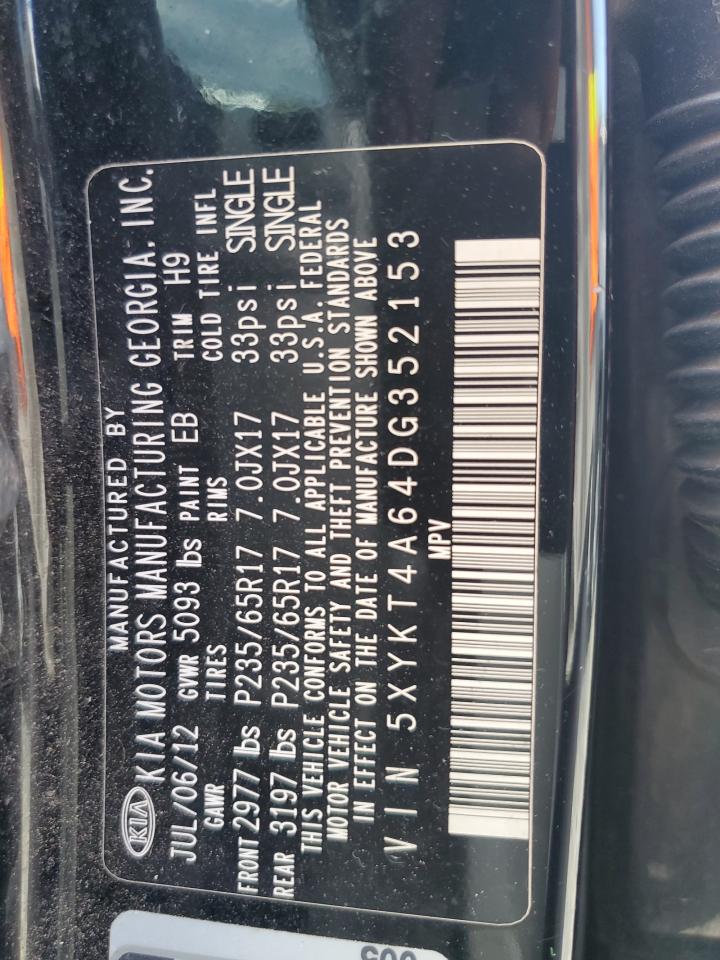 MANUFACTURED BY
KIA KIA MOTORS MANUFACTURING GEORGIA. INC.
JUL/06/12 GVWR 5093 lbs PAINT EB TRIM H9
GAWR TIRES RIMS COLD TIRE INFL
FRONT 2977 lbs P235/65R17 7.0JX17 33psi SINGLE
REAR 3197 lbs P235/65R17 7.0JX17 33psi SINGLE
THIS VEHICLE CONFORMS TO ALL APPLICABLE U.S.A. FEDERAL
MOTOR VEHICLE SAFETY AND THEFT PREVENTION STANDARDS
IN EFFECT ON THE DATE OF MANUFACTURE SHOWN ABOVE
VIN 5XYKT4A64DG352153
MPV
003